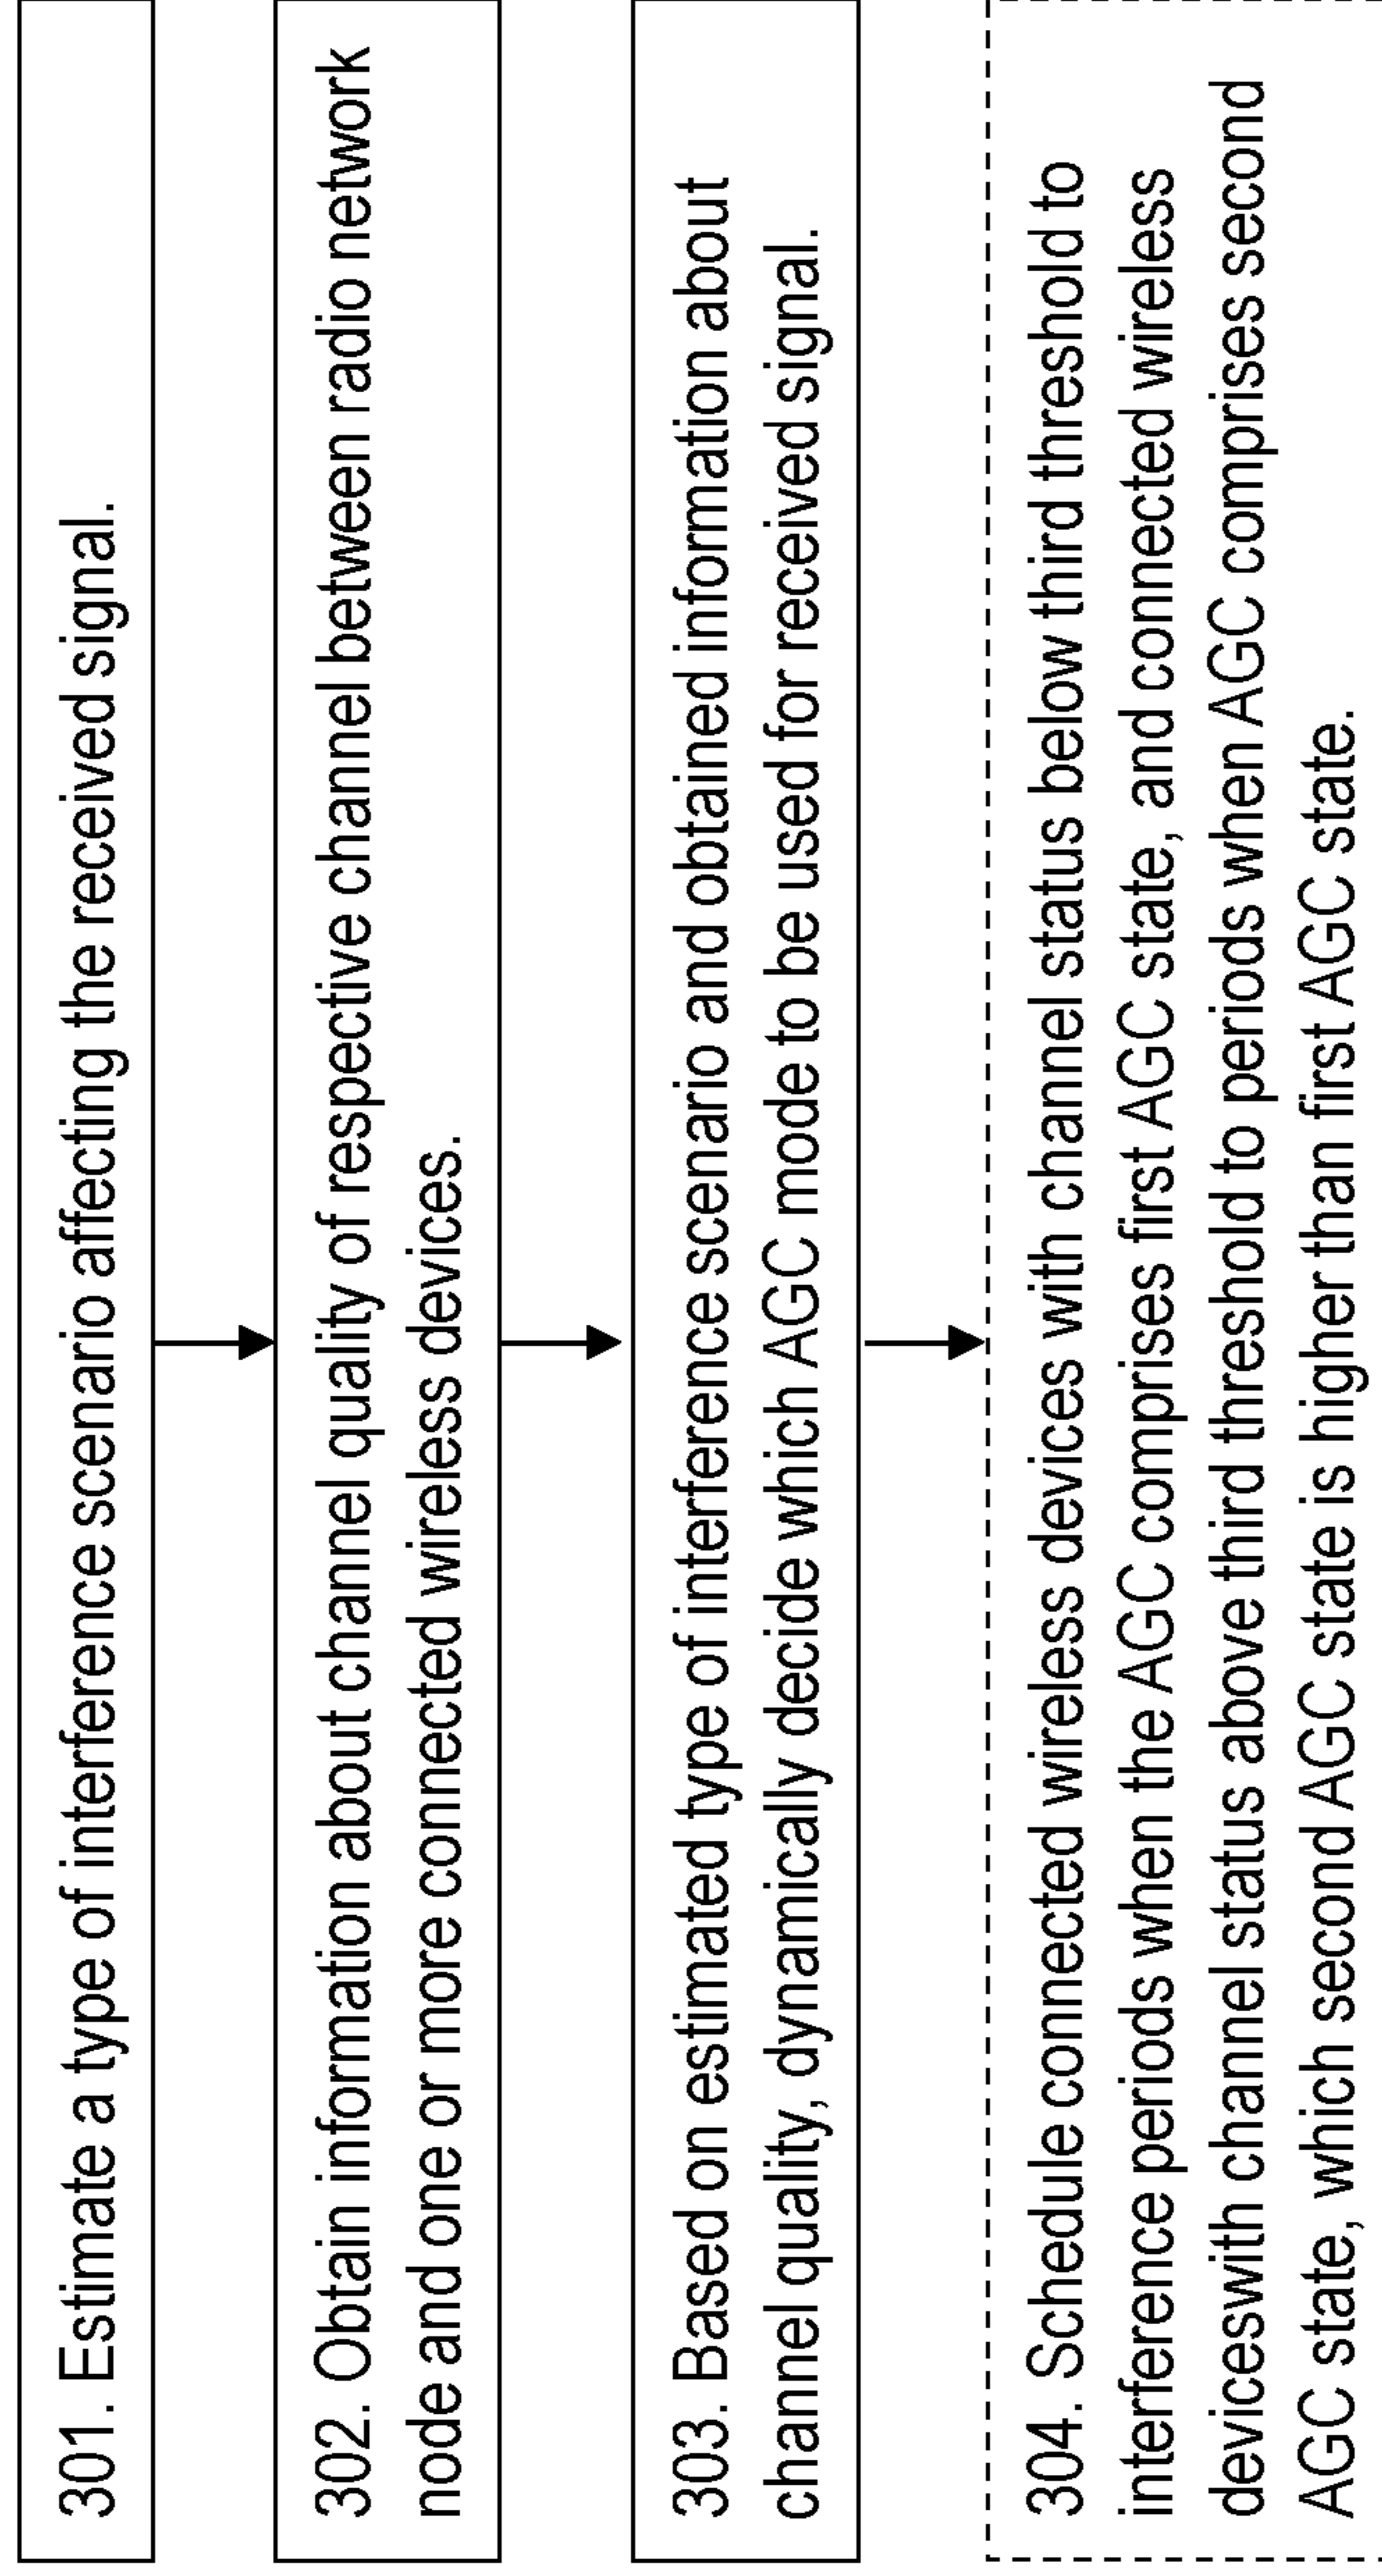 301. Estimate a type of interference scenario affecting the received signal.
302. Obtain information about channel quality of respective channel between radio network
node and one or more connected wireless devices.
303. Based on estimated type of interference scenario and obtained information about
channel quality, dynamically decide which AGC mode to be used for received signal.
304. Schedule connected wireless devices with channel status below third threshold to
interference periods when the AGC comprises first AGC state, and connected wireless
deviceswith channel status above third threshold to periods when AGC comprises second
AGC state, which second AGC state is higher than first AGC state.